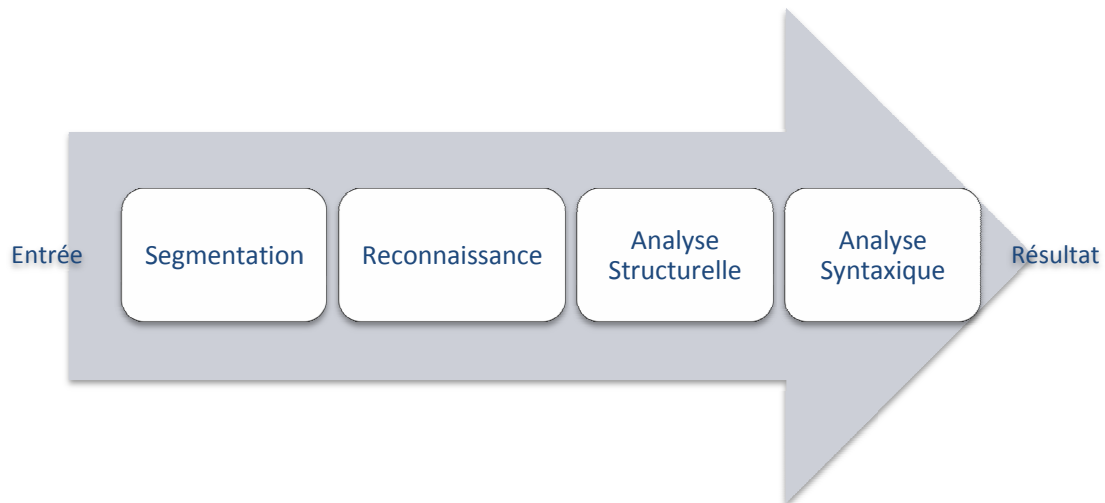 Entrée
Segmentation
Reconnaissance
Analyse
Structurelle
Analyse
Syntaxique
Résultat